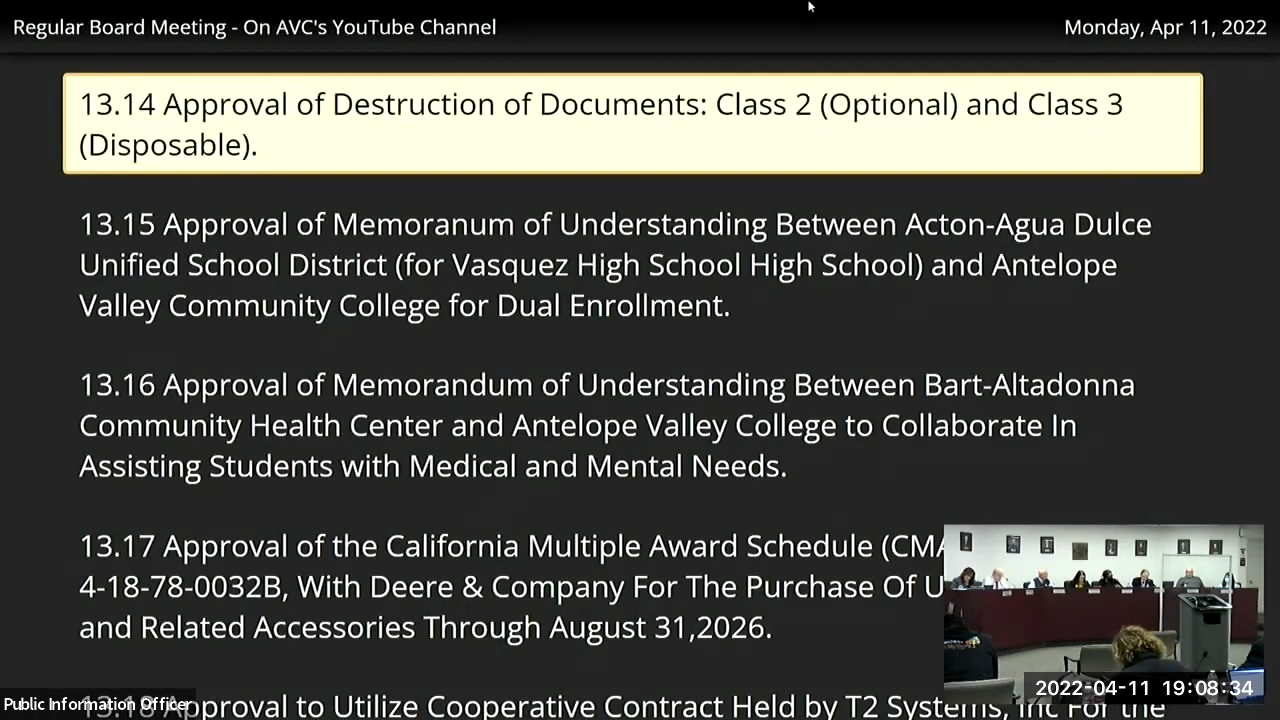 Regular Board Meeting - On AVC's YouTube Channel
Monday, Apr 11, 2022
13.14 Approval of Destruction of Documents: Class 2 (Optional) and Class 3
(Disposable).
13.15 Approval of Memoranum of Understanding Between Acton-Agua Dulce
Unified School District (for Vasquez High School High School) and Antelope
Valley Community College for Dual Enrollment.
13.16 Approval of Memorandum of Understanding Between Bart-Altadonna
Community Health Center and Antelope Valley College to Collaborate In
Assisting Students with Medical and Mental Needs.
13.17 Approval of the California Multiple Award Schedule (CMA
4-18-78-0032B, With Deere & Company For The Purchase Of U
and Related Accessories Through August 31,2026.
2022-04-11 19:08:34
Public Information Officer
13.18 Approval to Utilize Cooperative Contract Held by T2 Systems, Inc For the